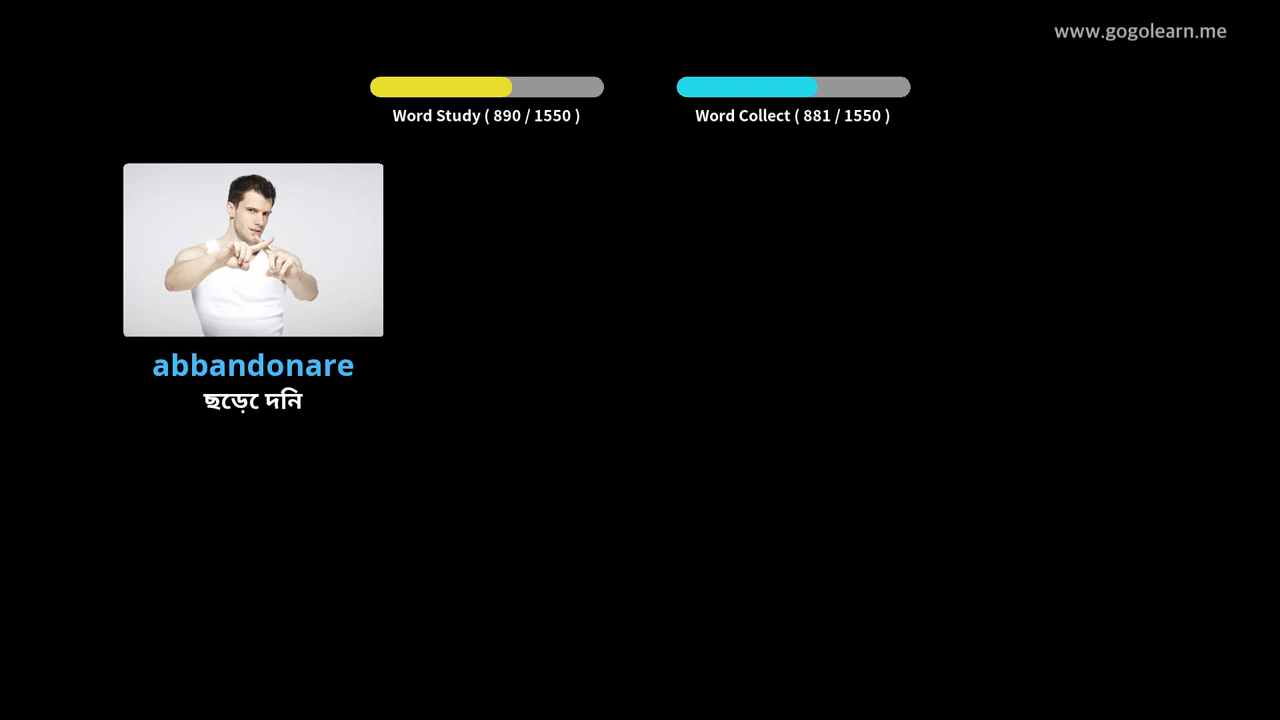 www.gogolearn.me
Word Study ( 890 / 1550 )
Word Collect ( 881 / 1550 )
abbandonare
ছেড়ে দিন